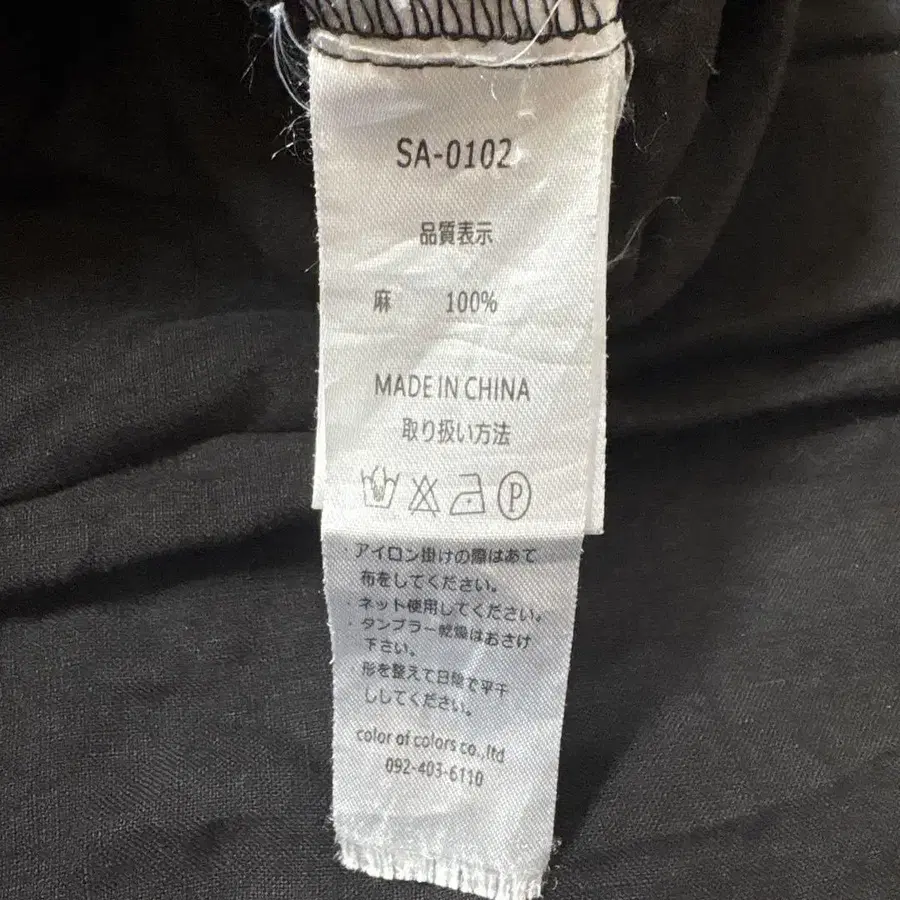 SA-0102
品質表示
麻 100%
MADE IN CHINA
取り扱い方法
P
・アイロン掛けの際はあて
布をしてください。
・ネット使用してください。
・タンブラー乾燥はおさけ
下さい。
・形を整えて日陰で平干
ししてください。
color of colors co.,ltd
092-403-6110